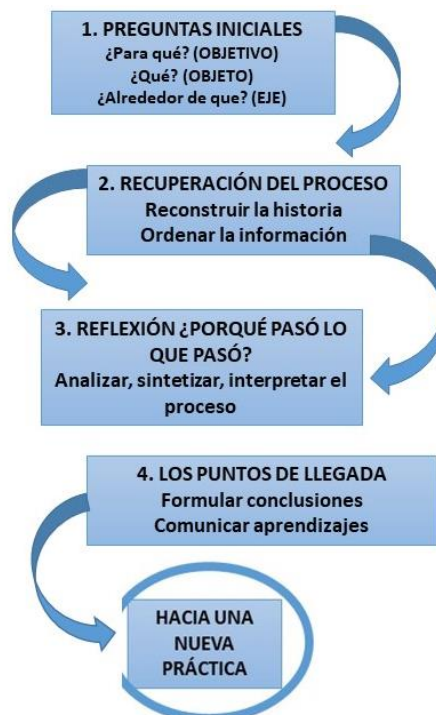 1. PREGUNTAS INICIALES
¿Para qué? (OBJETIVO)
¿Qué? (OBJETO)
¿Alrededor de que? (EJE)
2. RECUPERACIÓN DEL PROCESO
Reconstruir la historia
Ordenar la información
3. REFLEXIÓN ¿PORQUÉ PASÓ LO
QUE PASÓ?
Analizar, sintetizar, interpretar el
proceso
4. LOS PUNTOS DE LLEGADA
Formular conclusiones
Comunicar aprendizajes
HACIA UNA
NUEVA
PRÁCTICA